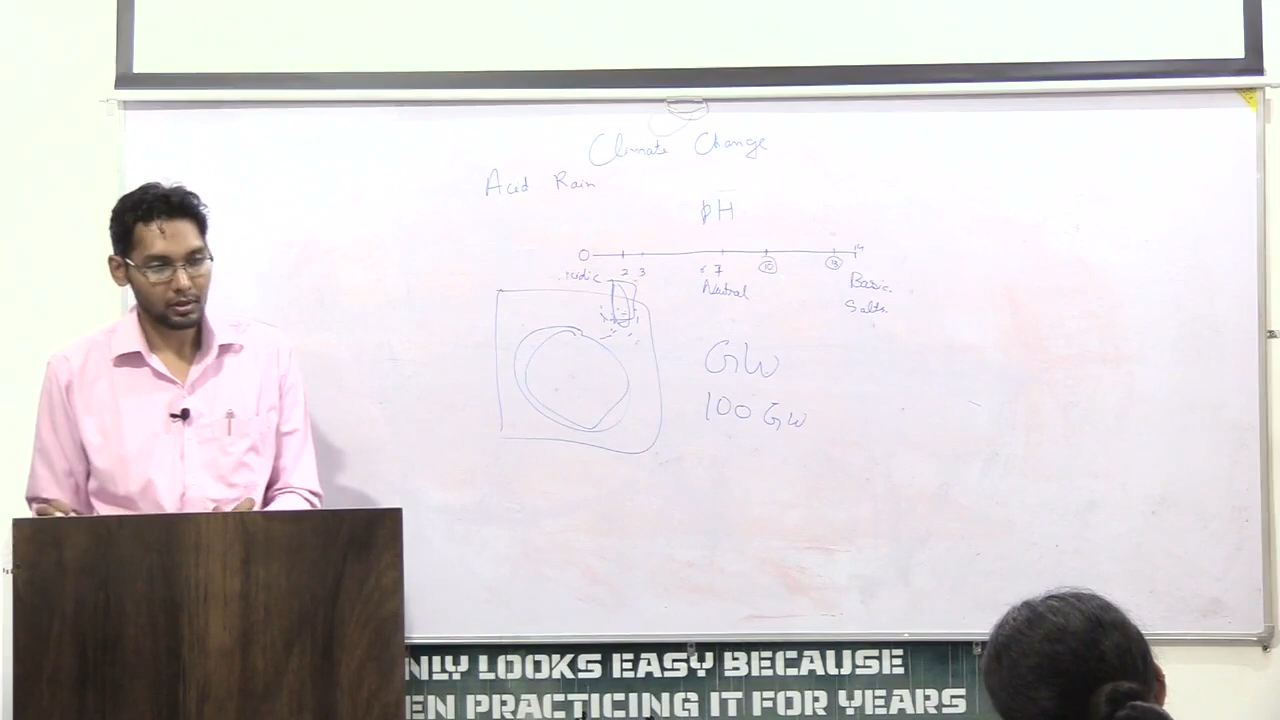 Climate Change
Acid Rain
pH
0 2 3 7 10 13 14
Acidic Neutral Basic
Salts
GW
100 GW
NLY LOOKS EASY BECAUSE
EN PRACTICING IT FOR YEARS